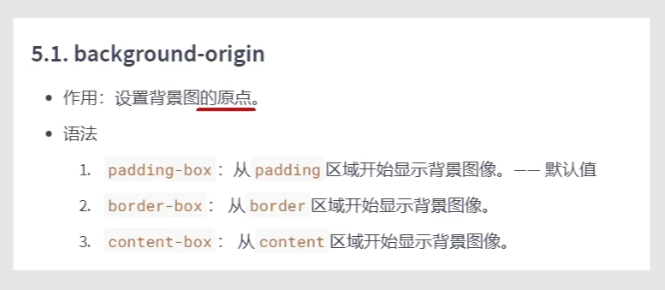 5.1. background-origin
• 作用：设置背景图的原点。
• 语法
1. padding-box： 从 padding 区域开始显示背景图像。—— 默认值
2. border-box： 从 border 区域开始显示背景图像。
3. content-box： 从 content 区域开始显示背景图像。